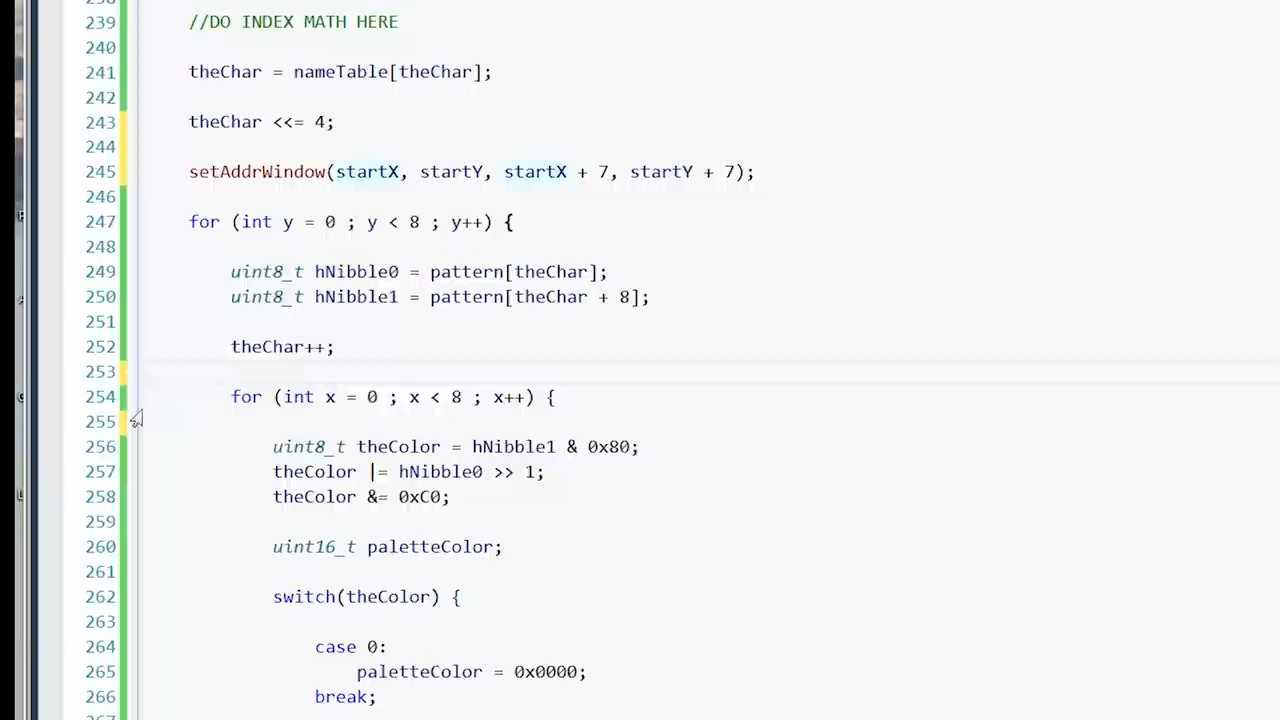 239 //DO INDEX MATH HERE
240
241 theChar = nameTable[theChar];
242
243 theChar <<= 4;
244
245 setAddrWindow(startX, startY, startX + 7, startY + 7);
246
247 for (int y = 0 ; y < 8 ; y++) {
248
249 uint8_t hNibble0 = pattern[theChar];
250 uint8_t hNibble1 = pattern[theChar + 8];
251
252 theChar++;
253
254 for (int x = 0 ; x < 8 ; x++) {
255
256 uint8_t theColor = hNibble1 & 0x80;
257 theColor |= hNibble0 >> 1;
258 theColor &= 0xC0;
259
260 uint16_t paletteColor;
261
262 switch(theColor) {
263
264 case 0:
265 paletteColor = 0x0000;
266 break;